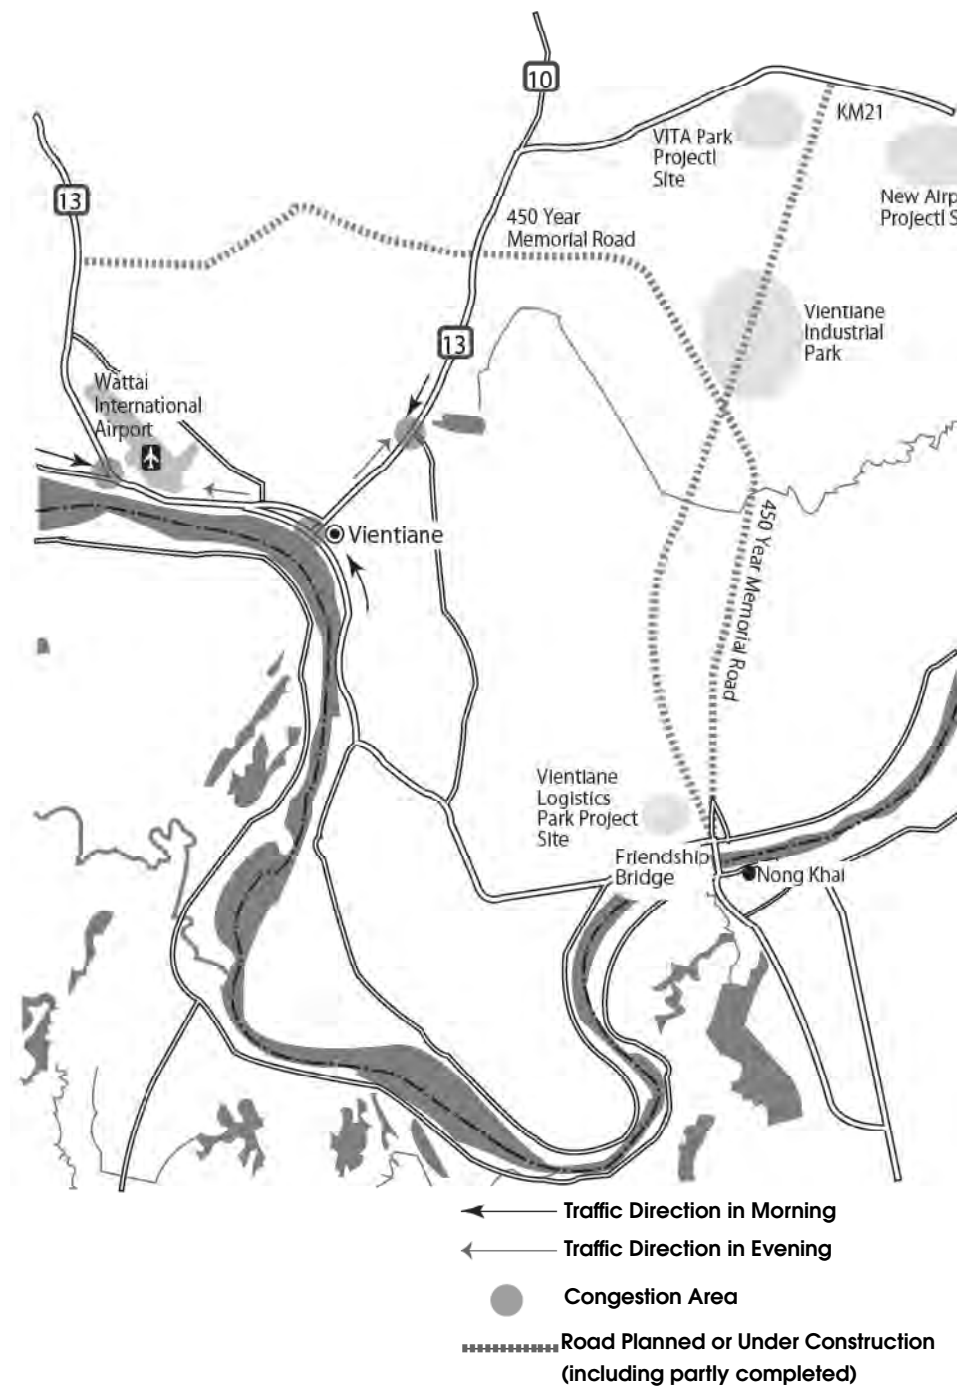 10
KM21
VITA Park
Projectl
Site
New Airp
Projectl S
13
450 Year
Memorial Road
Vientiane
Industrial
Park
13
Wattai
International
Airport
Vientiane
450 Year Memorial Road
Vientiane
Logistics
Park Project
Site
Friendship
Bridge
Nong Khai
Traffic Direction in Morning
Traffic Direction in Evening
Congestion Area
Road Planned or Under Construction
(including partly completed)